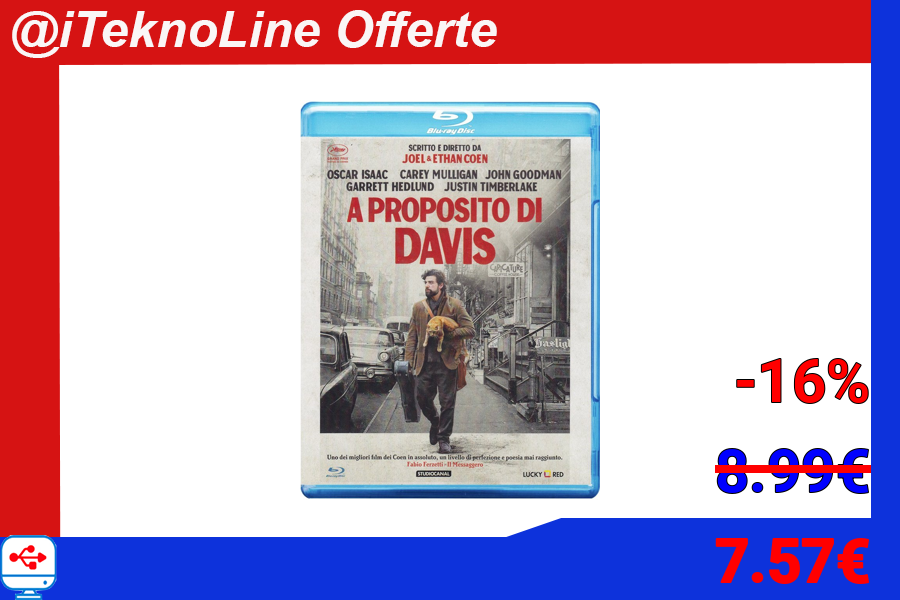 @iTeknoLine Offerte
Blu-ray Disc
SCRITTO E DIRETTO DA
JOEL & ETHAN COEN
OSCAR ISAAC CAREY MULLIGAN JOHN GOODMAN
GARRETT HEDLUND JUSTIN TIMBERLAKE
A PROPOSITO DI
DAVIS
CARICATURE
Gaslight
Uno dei migliori film dei Coen in assoluto, un livello di perfezione e poesia mai raggiunto.
Fabio Ferzetti - Il Messaggero
STUDIOCANAL
LUCKY RED
-16%
8.99€
7.57€